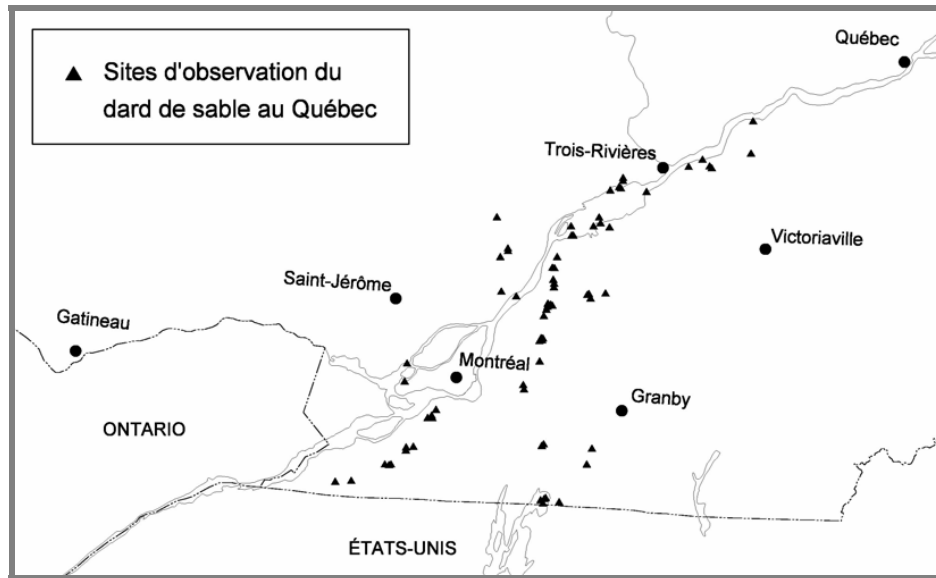 Sites d'observation du
dard de sable au Québec
Québec
Trois-Rivières
Victoriaville
Saint-Jérôme
Gatineau
Montréal
Granby
ONTARIO
ÉTATS-UNIS